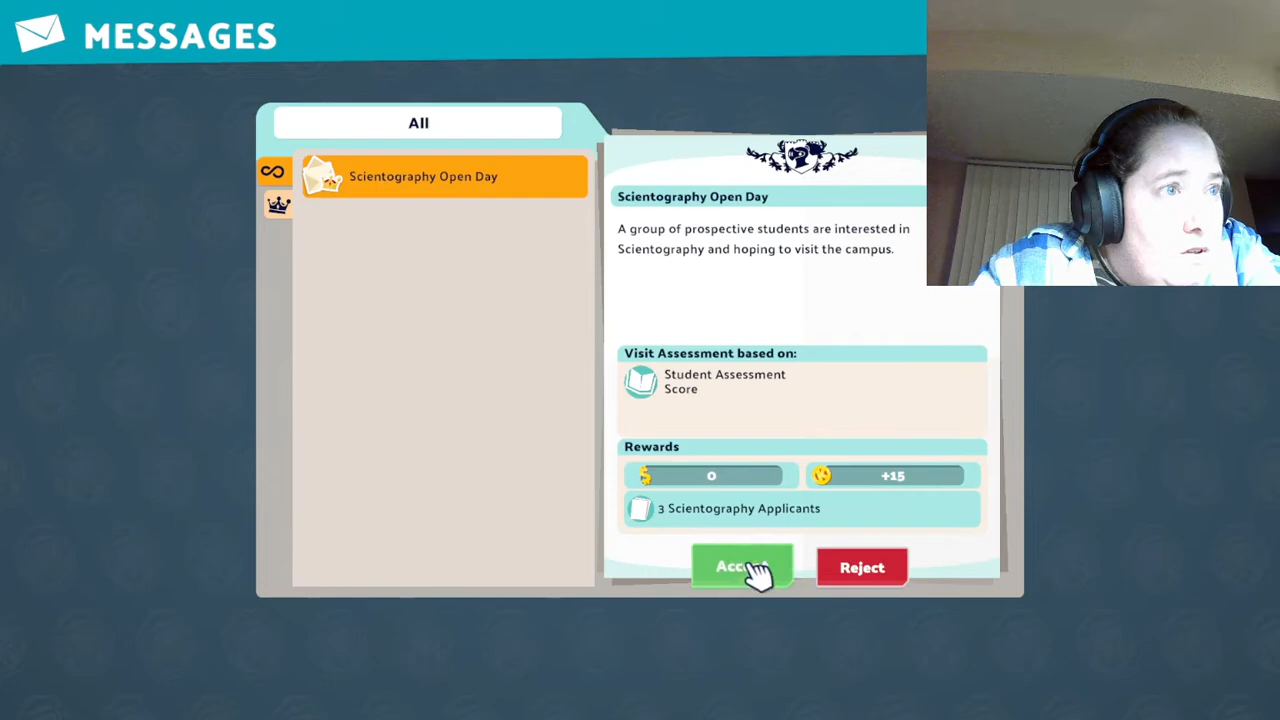 MESSAGES
All
Scientography Open Day
Scientography Open Day
A group of prospective students are interested in
Scientography and hoping to visit the campus.
Visit Assessment based on:
Student Assessment
Score
Rewards
0
+15
3 Scientography Applicants
Reject